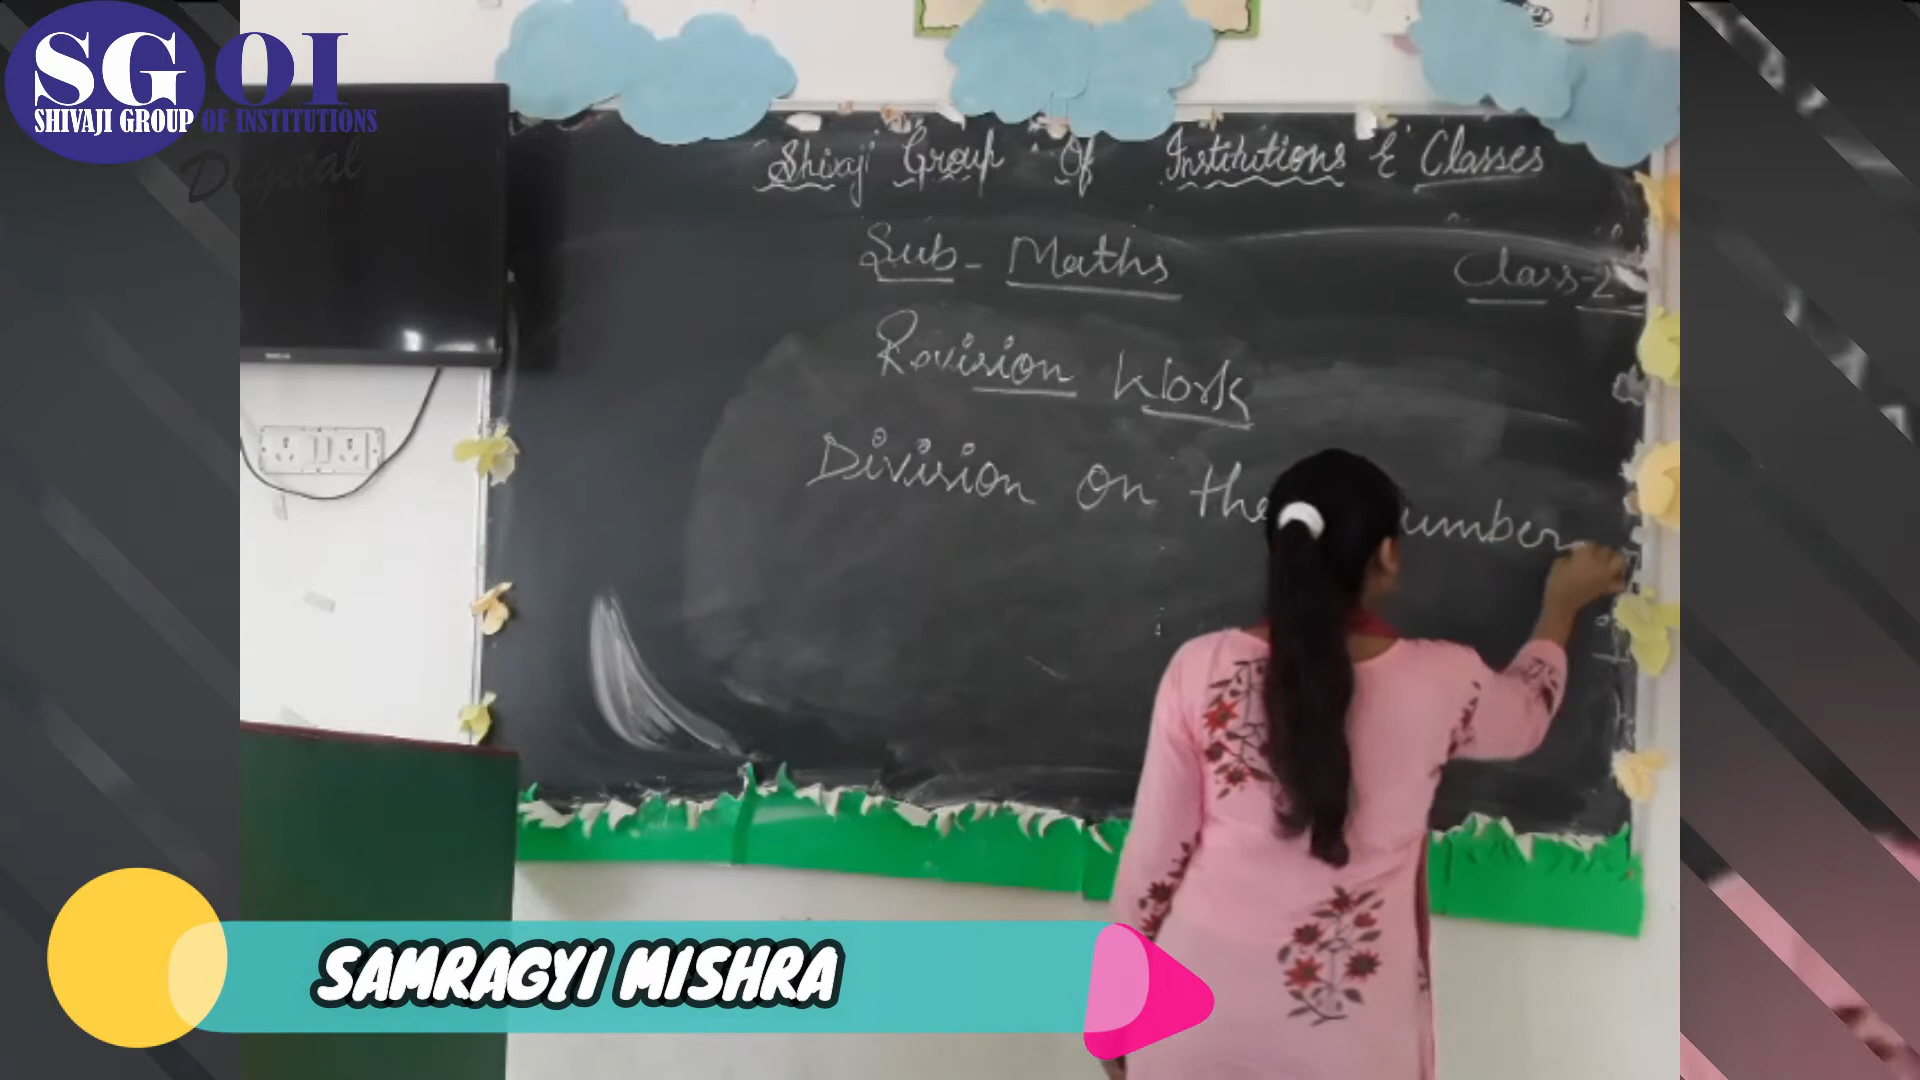 SGOI
SHIVAJI GROUP OF INSTITUTIONS
Digital
Shivaji Group Of Institutions & Classes
Sub - Maths
Class-2
Revision Work
Division on the umber
SAMRAGYI MISHRA